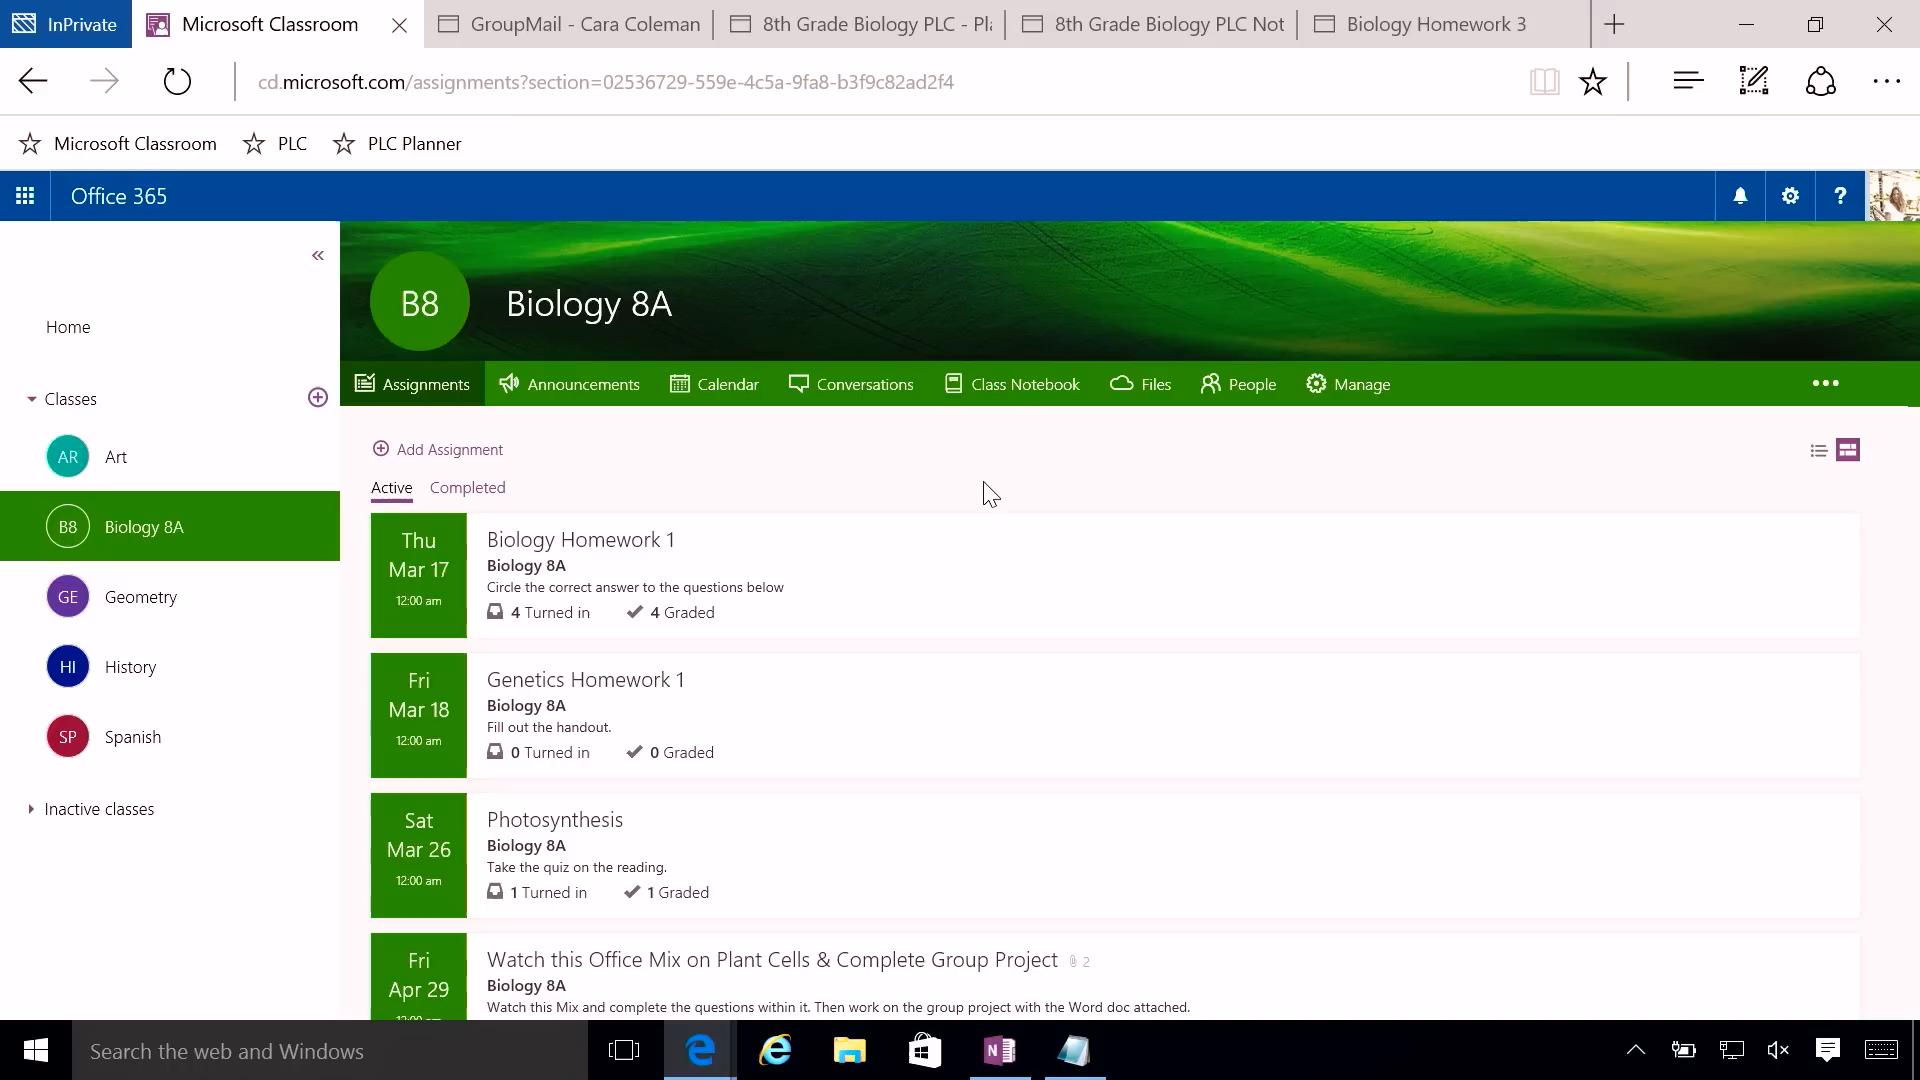 InPrivate
Microsoft Classroom
GroupMail - Cara Coleman
8th Grade Biology PLC - Pl
8th Grade Biology PLC Not
Biology Homework 3
cd.microsoft.com/assignments?section=02536729-559e-4c5a-9fa8-b3f9c82ad2f4
Microsoft Classroom
PLC
PLC Planner
Office 365
?
Home
Classes
AR Art
B8 Biology 8A
GE Geometry
HI History
SP Spanish
Inactive classes
B8 Biology 8A
Assignments
Announcements
Calendar
Conversations
Class Notebook
Files
People
Manage
Add Assignment
Active Completed
Thu
Mar 17
12:00 am
Biology Homework 1
Biology 8A
Circle the correct answer to the questions below
4 Turned in 4 Graded
Fri
Mar 18
12:00 am
Genetics Homework 1
Biology 8A
Fill out the handout.
0 Turned in 0 Graded
Sat
Mar 26
12:00 am
Photosynthesis
Biology 8A
Take the quiz on the reading.
1 Turned in 1 Graded
Fri
Apr 29
12:00 am
Watch this Office Mix on Plant Cells & Complete Group Project 2
Biology 8A
Watch this Mix and complete the questions within it. Then work on the group project with the Word doc attached.
Search the web and Windows